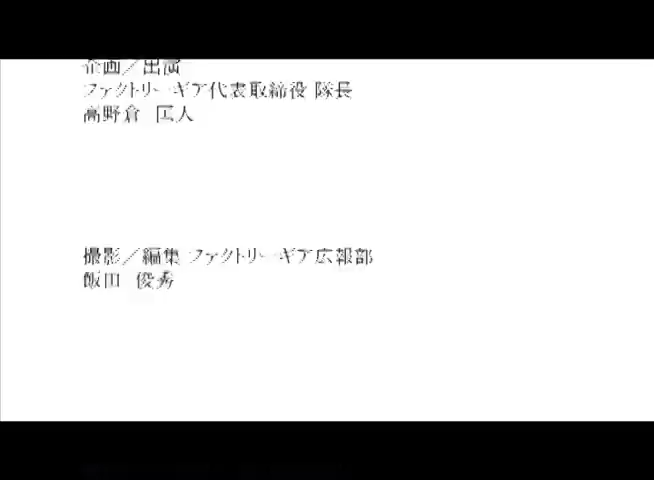 企画／出演
ファクトリーギア代表取締役 隊長
高野倉　匡人
撮影／編集 ファクトリーギア広報部
飯田　俊秀